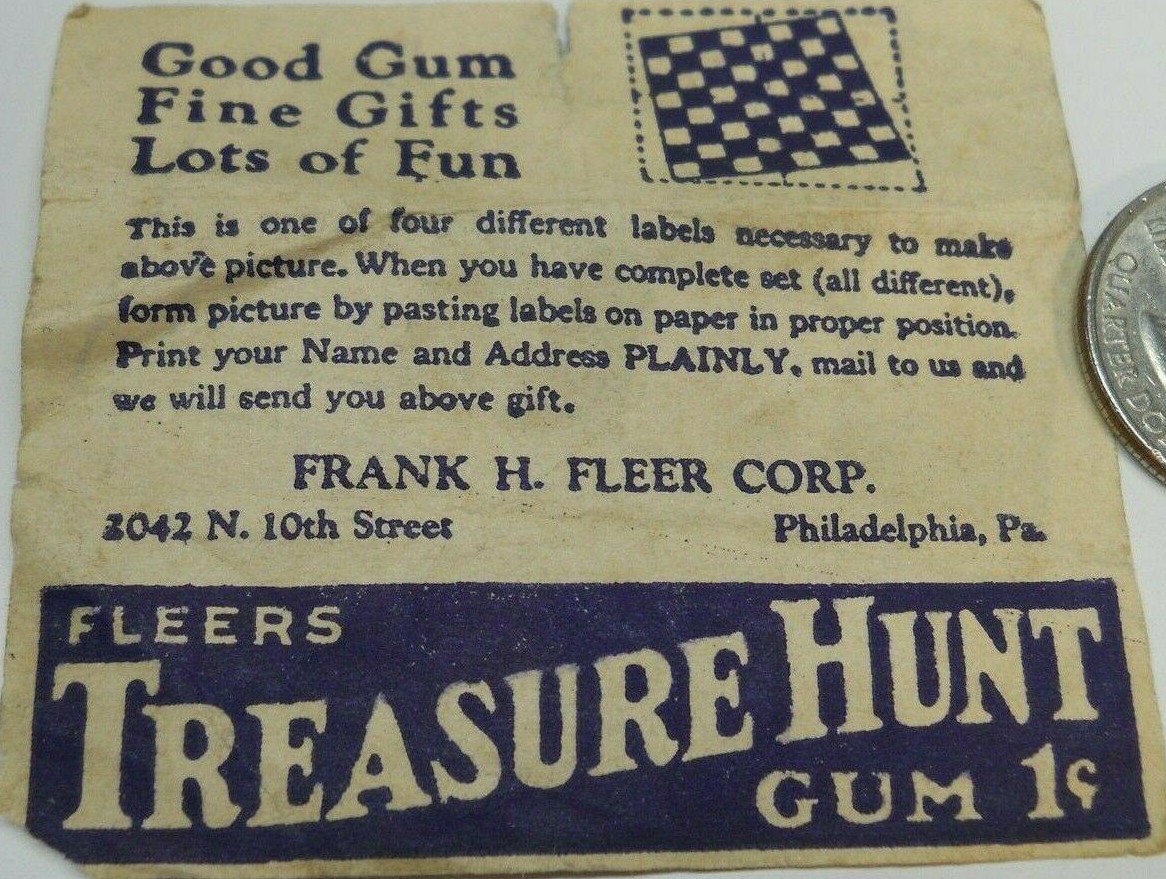 Good Gum
Fine Gifts
Lots of Fun
This is one of four different labels necessary to make
above picture. When you have complete set (all different),
form picture by pasting labels on paper in proper position.
Print your Name and Address PLAINLY, mail to us and
we will send you above gift.
FRANK H. FLEER CORP.
2042 N. 10th Street Philadelphia, Pa.
FLEERS
TREASURE HUNT
GUM 1¢
QUARTER DO